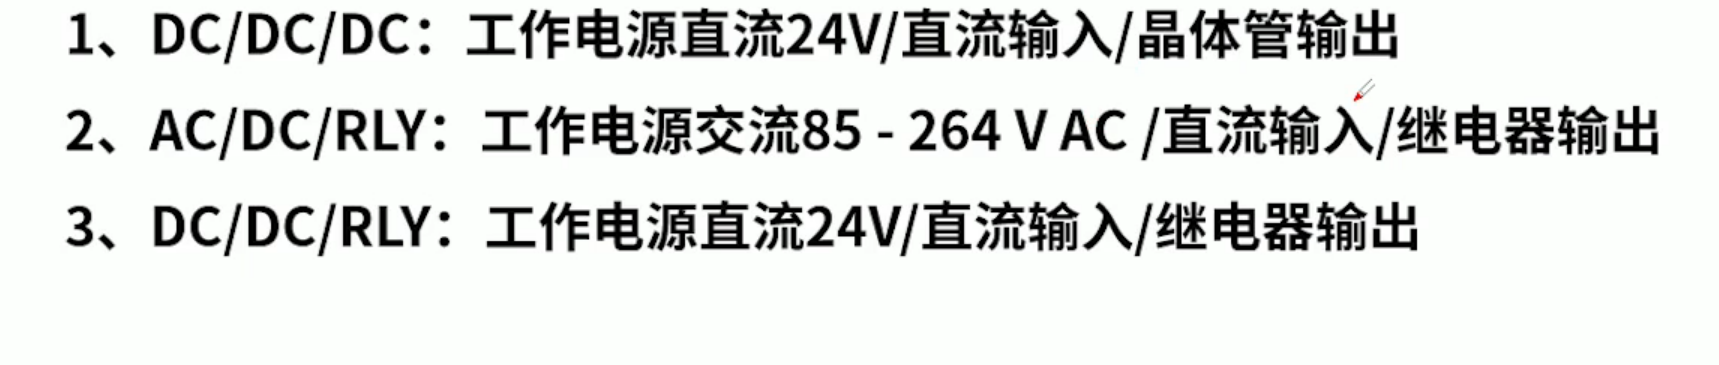 1、DC/DC/DC：工作电源直流24V/直流输入/晶体管输出
2、AC/DC/RLY：工作电源交流85 - 264 V AC /直流输入/继电器输出
3、DC/DC/RLY：工作电源直流24V/直流输入/继电器输出